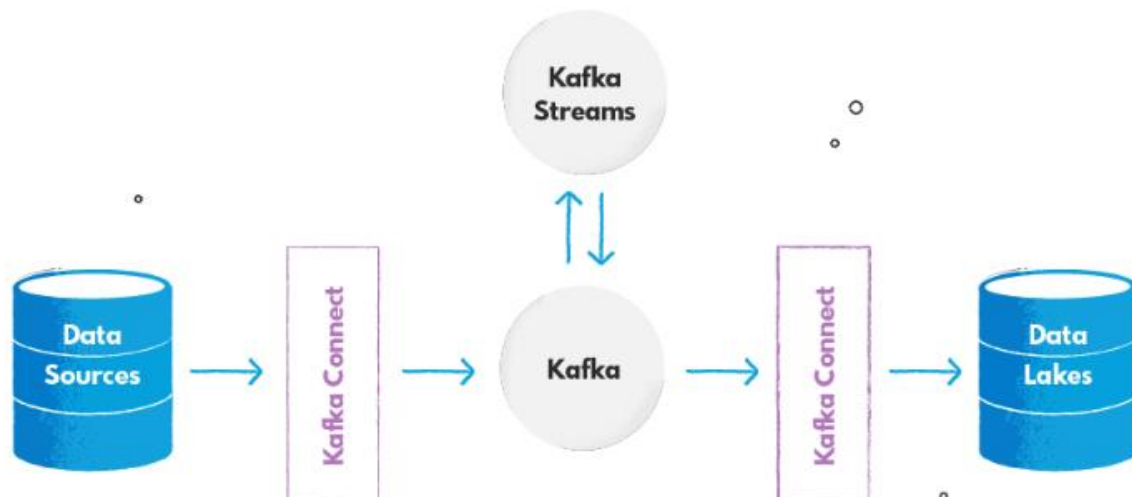 Kafka
Streams
Data
Sources
Kafka Connect
Kafka
Kafka Connect
Data
Lakes